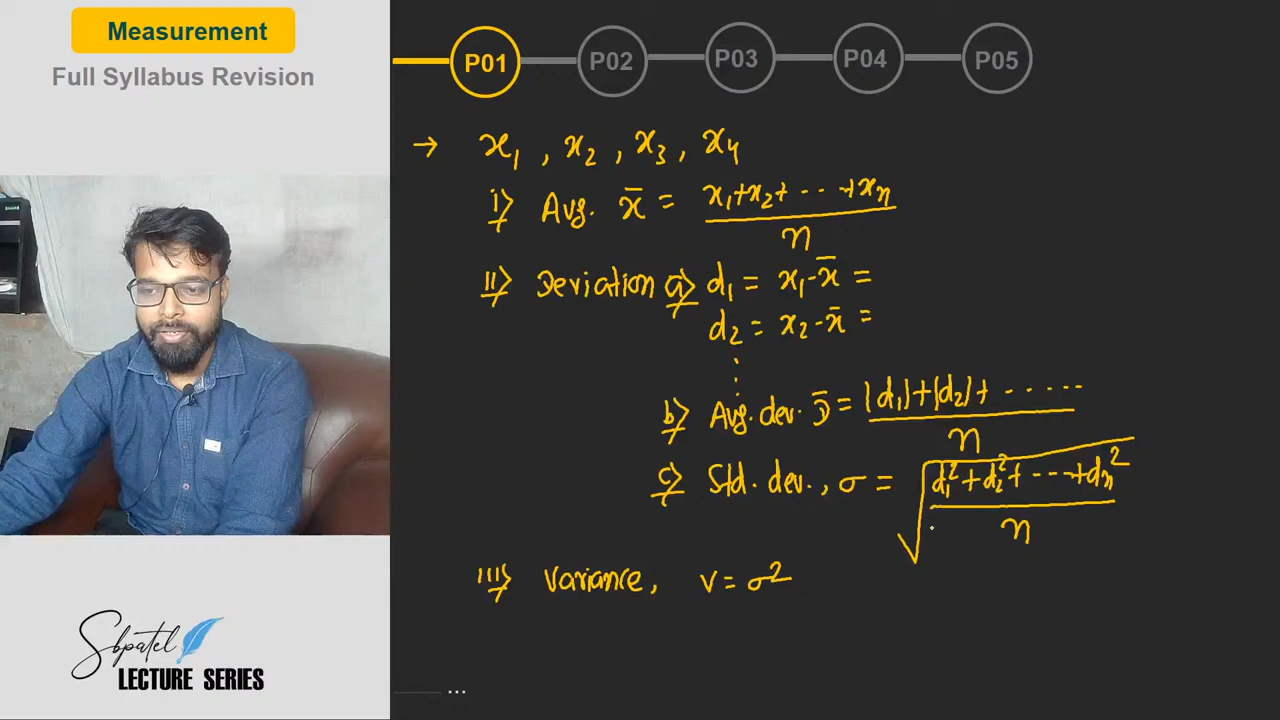 Measurement
Full Syllabus Revision
P01 P02 P03 P04 P05
→ x₁, x₂, x₃, x₄
i) Avg. x̄ = (x₁+x₂+...+xₙ)/n
ii) Deviation a) d₁ = x₁-x̄ =
d₂ = x₂-x̄ =
⋮
b) Avg. dev. D̄ = (|d₁|+|d₂|+......)/n
c) Std. dev., σ = √((d₁²+d₂²+...+dₙ²)/n)
iii) Variance, V = σ²
Sbpatel
LECTURE SERIES
...